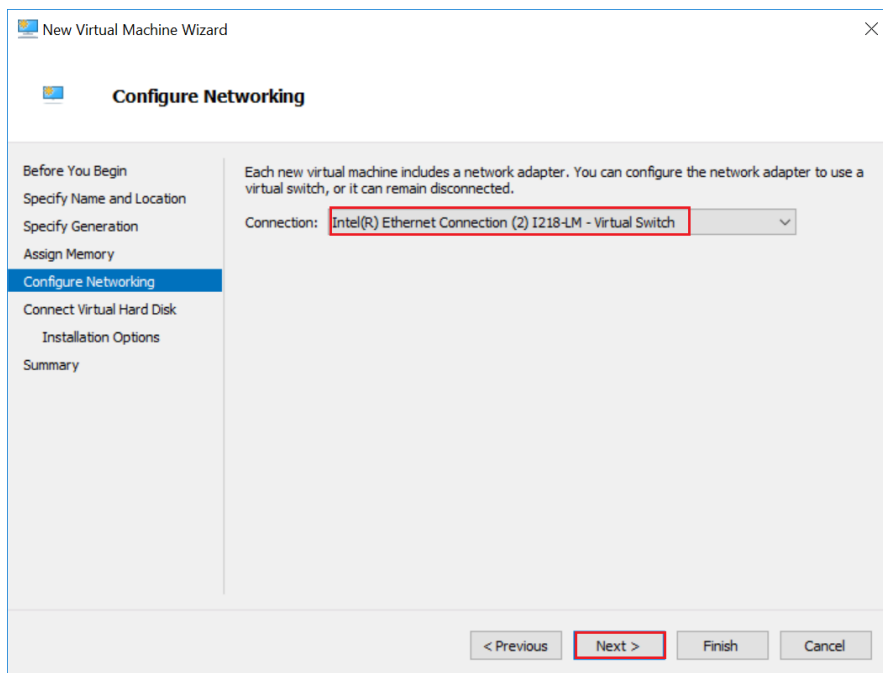 New Virtual Machine Wizard
Configure Networking
Before You Begin
Specify Name and Location
Specify Generation
Assign Memory
Configure Networking
Connect Virtual Hard Disk
Installation Options
Summary
Each new virtual machine includes a network adapter. You can configure the network adapter to use a
virtual switch, or it can remain disconnected.
Connection: Intel(R) Ethernet Connection (2) I218-LM - Virtual Switch
< Previous Next > Finish Cancel